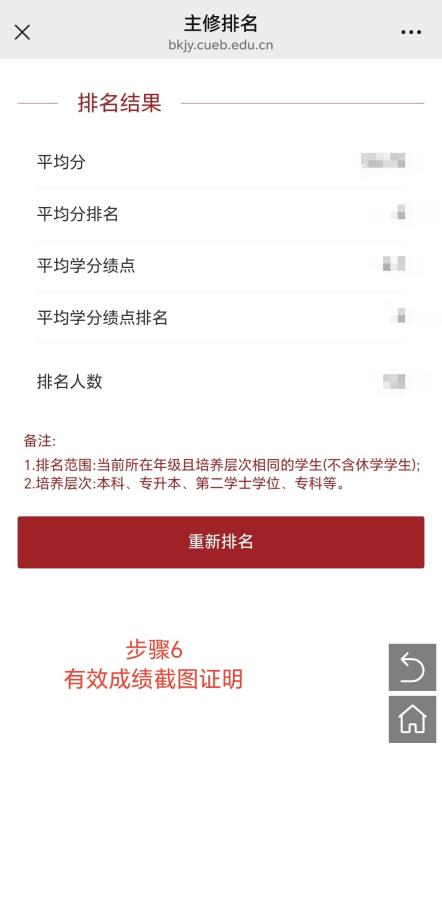 主修排名
bkjy.cueb.edu.cn
排名结果
平均分
平均分排名
平均学分绩点
平均学分绩点排名
排名人数
备注:
1.排名范围:当前所在年级且培养层次相同的学生(不含休学学生);
2.培养层次:本科、专升本、第二学士学位、专科等。
重新排名
步骤6
有效成绩截图证明